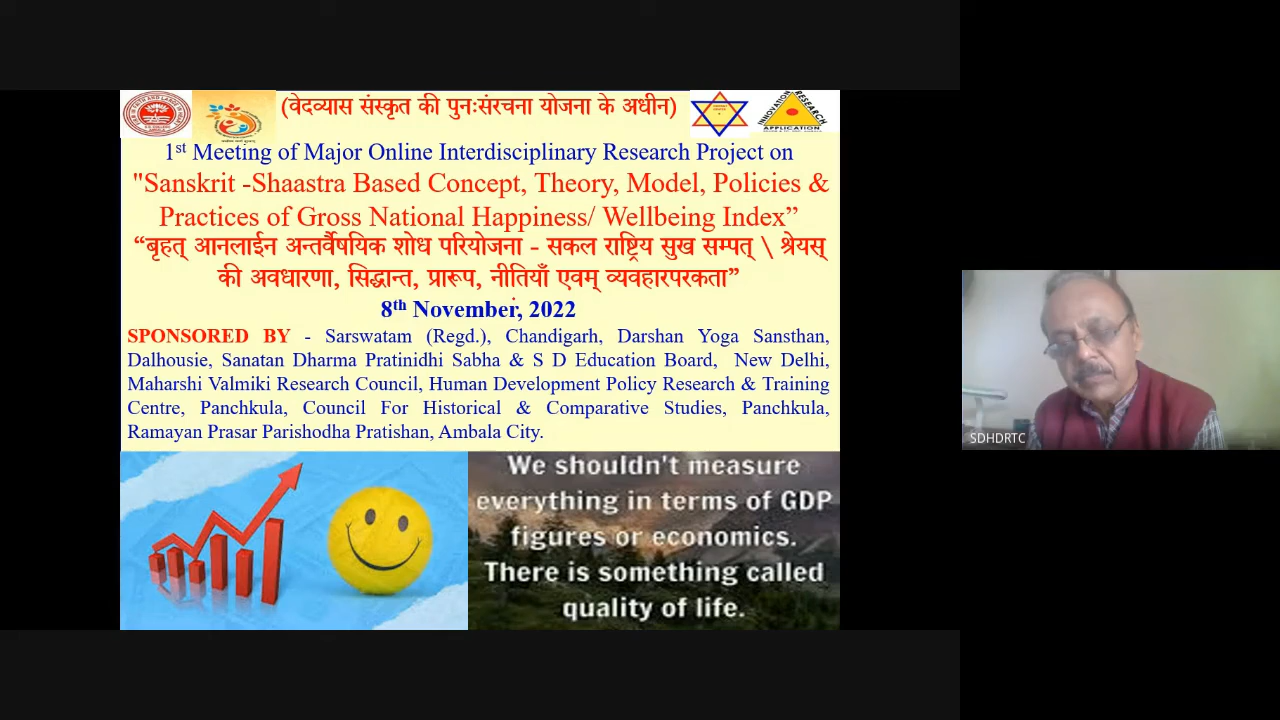 (वेदव्यास संस्कृत की पुनःसंरचना योजना के अधीन)
1st Meeting of Major Online Interdisciplinary Research Project on
"Sanskrit -Shaastra Based Concept, Theory, Model, Policies &
Practices of Gross National Happiness/ Wellbeing Index”
“बृहत् आनलाईन अन्तर्वैषयिक शोध परियोजना - सकल राष्ट्रिय सुख सम्पत् \ श्रेयस्
की अवधारणा, सिद्धान्त, प्रारूप, नीतियाँ एवम् व्यवहारपरकता”
8th November, 2022
SPONSORED BY - Sarswatam (Regd.), Chandigarh, Darshan Yoga Sansthan,
Dalhousie, Sanatan Dharma Pratinidhi Sabha & S D Education Board, New Delhi,
Maharshi Valmiki Research Council, Human Development Policy Research & Training
Centre, Panchkula, Council For Historical & Comparative Studies, Panchkula,
Ramayan Prasar Parishodha Pratishan, Ambala City.
We shouldn't measure
everything in terms of GDP
figures or economics.
There is something called
quality of life.
INNOVATION RESEARCH
APPLICATION
SDHDRTC